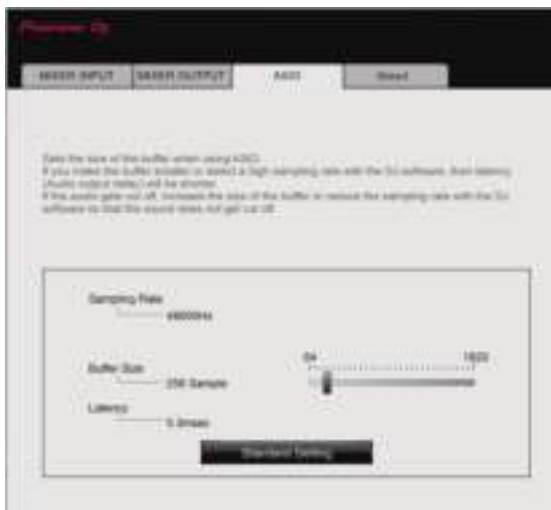 Pioneer Dj
MIXER INPUT
MIXER OUTPUT
ASIO
About
Sets the size of the buffer when using ASIO.
If you make the buffer smaller or select a high sampling rate with the DJ software, then latency
(Audio output delay) will be shorter.
If the audio gets cut off, increase the size of the buffer or reduce the sampling rate with the DJ
software so that the sound does not get cut off.
Sampling Rate
48000Hz
64
Buffer Size
256 Sample
Latency
Standard Setting